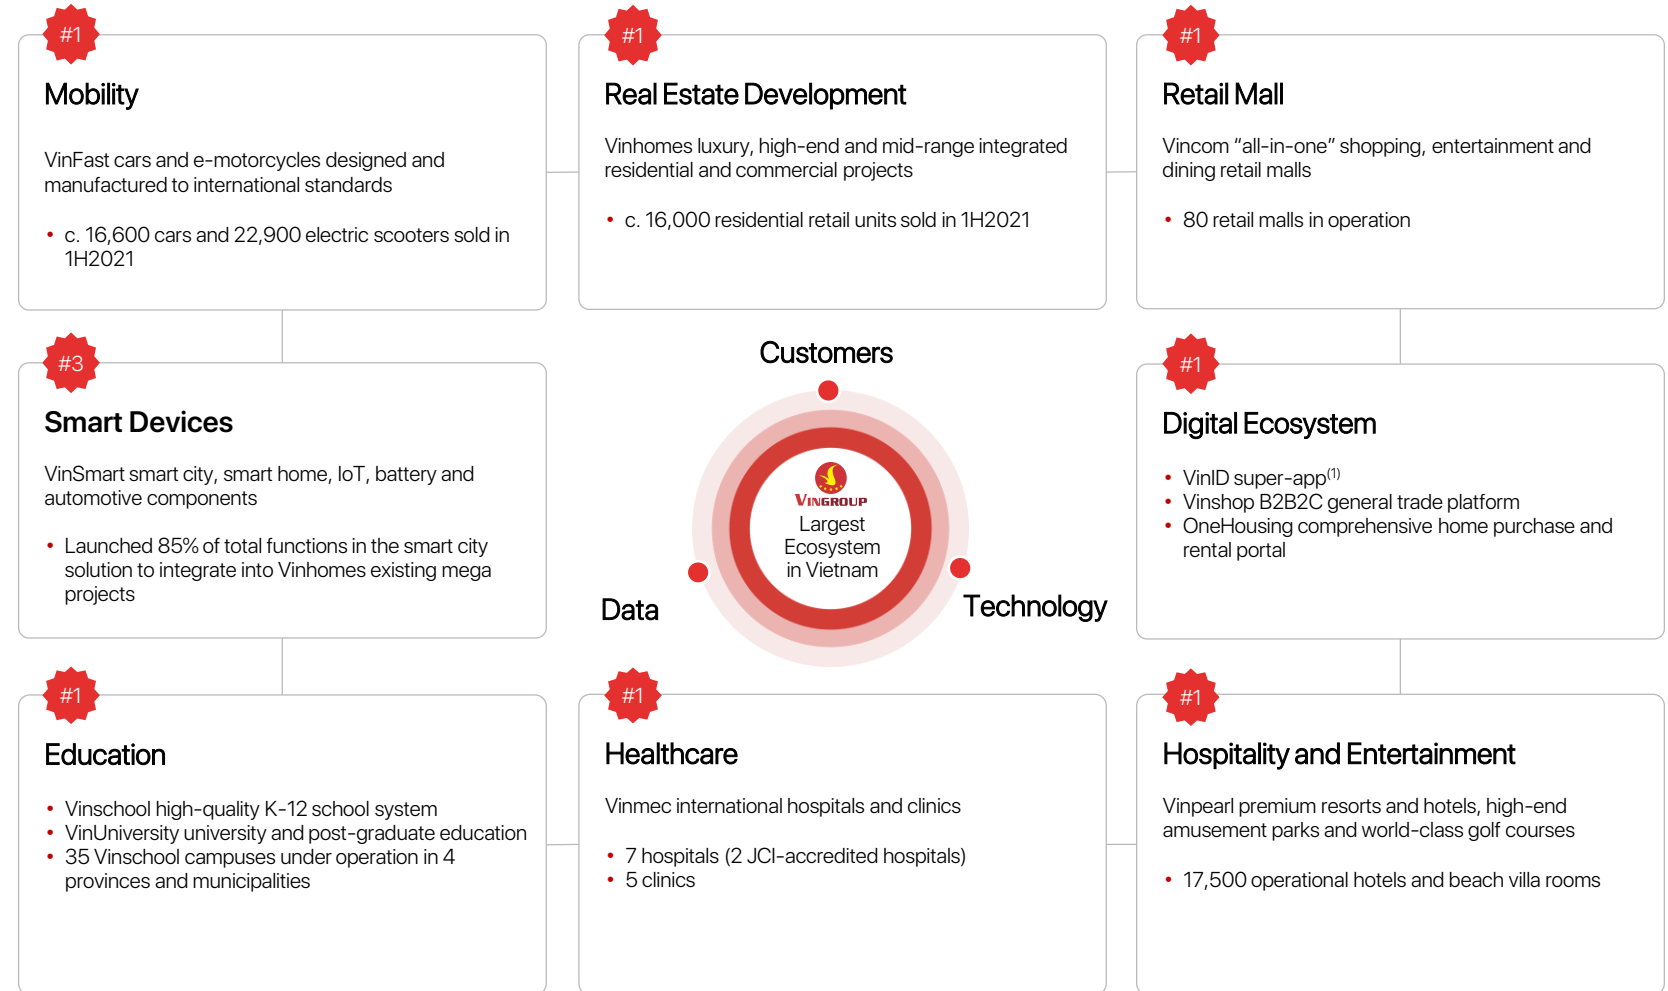 #1
Mobility
VinFast cars and e-motorcycles designed and
manufactured to international standards
• c. 16,600 cars and 22,900 electric scooters sold in
1H2021
#1
Real Estate Development
Vinhomes luxury, high-end and mid-range integrated
residential and commercial projects
• c. 16,000 residential retail units sold in 1H2021
#1
Retail Mall
Vincom “all-in-one” shopping, entertainment and
dining retail malls
• 80 retail malls in operation
#3
Smart Devices
VinSmart smart city, smart home, IoT, battery and
automotive components
• Launched 85% of total functions in the smart city
solution to integrate into Vinhomes existing mega
projects
Customers
VINGROUP
Largest
Ecosystem
in Vietnam
Data
Technology
#1
Digital Ecosystem
• VinID super-app(1)
• Vinshop B2B2C general trade platform
• OneHousing comprehensive home purchase and
rental portal
#1
Education
• Vinschool high-quality K-12 school system
• VinUniversity university and post-graduate education
• 35 Vinschool campuses under operation in 4
provinces and municipalities
#1
Healthcare
Vinmec international hospitals and clinics
• 7 hospitals (2 JCI-accredited hospitals)
• 5 clinics
#1
Hospitality and Entertainment
Vinpearl premium resorts and hotels, high-end
amusement parks and world-class golf courses
• 17,500 operational hotels and beach villa rooms